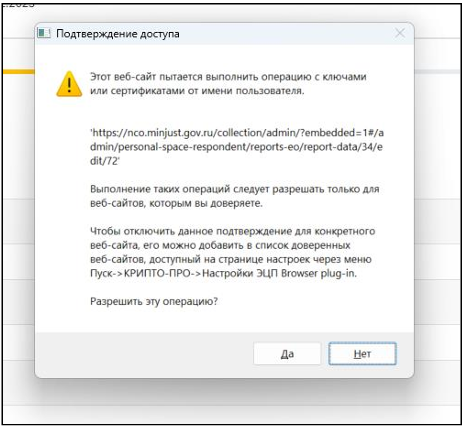 .2025
Подтверждение доступа
Этот веб-сайт пытается выполнить операцию с ключами
или сертификатами от имени пользователя.
'https://nco.minjust.gov.ru/collection/admin/?embedded=1#/a
dmin/personal-space-respondent/reports-eo/report-data/34/e
dit/72'
Выполнение таких операций следует разрешать только для
веб-сайтов, которым вы доверяете.
Чтобы отключить данное подтверждение для конкретного
веб-сайта, его можно добавить в список доверенных
веб-сайтов, доступный на странице настроек через меню
Пуск->КРИПТО-ПРО->Настройки ЭЦП Browser plug-in.
Разрешить эту операцию?
Да
Нет